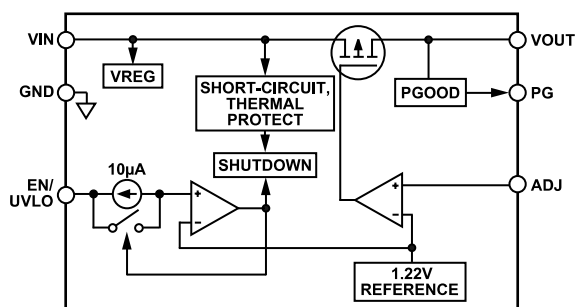 VIN
VOUT
VREG
GND
SHORT-CIRCUIT,
THERMAL
PROTECT
PGOOD
PG
10µA
SHUTDOWN
EN/
UVLO
ADJ
+
–
+
–
1.22V
REFERENCE